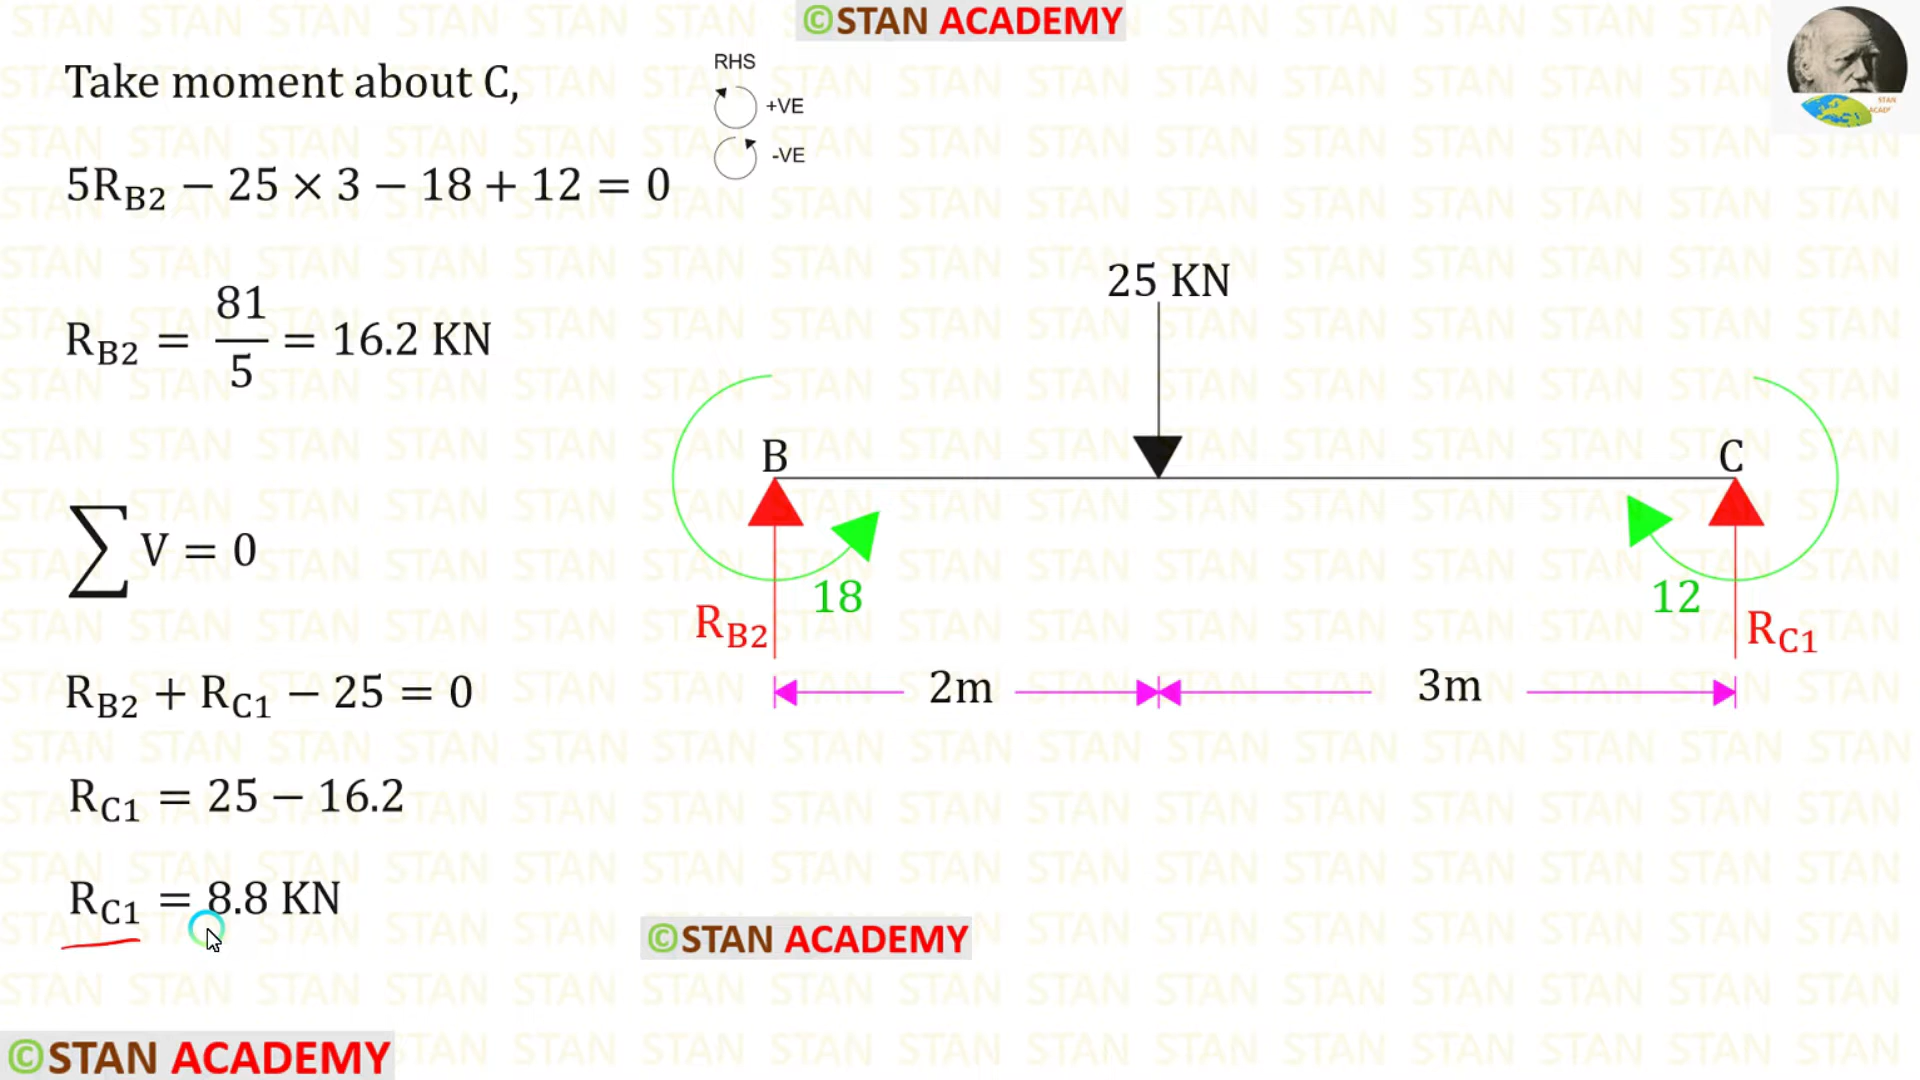 ©STAN ACADEMY
Take moment about C,
RHS
+VE
-VE
5R_B2 − 25 × 3 − 18 + 12 = 0
R_B2 = 81/5 = 16.2 KN
∑ V = 0
R_B2 + R_C1 − 25 = 0
R_C1 = 25 − 16.2
R_C1 = 8.8 KN
25 KN
B
C
18
12
R_B2
R_C1
2m
3m
STAN
ACADEMY
©STAN ACADEMY
©STAN ACADEMY